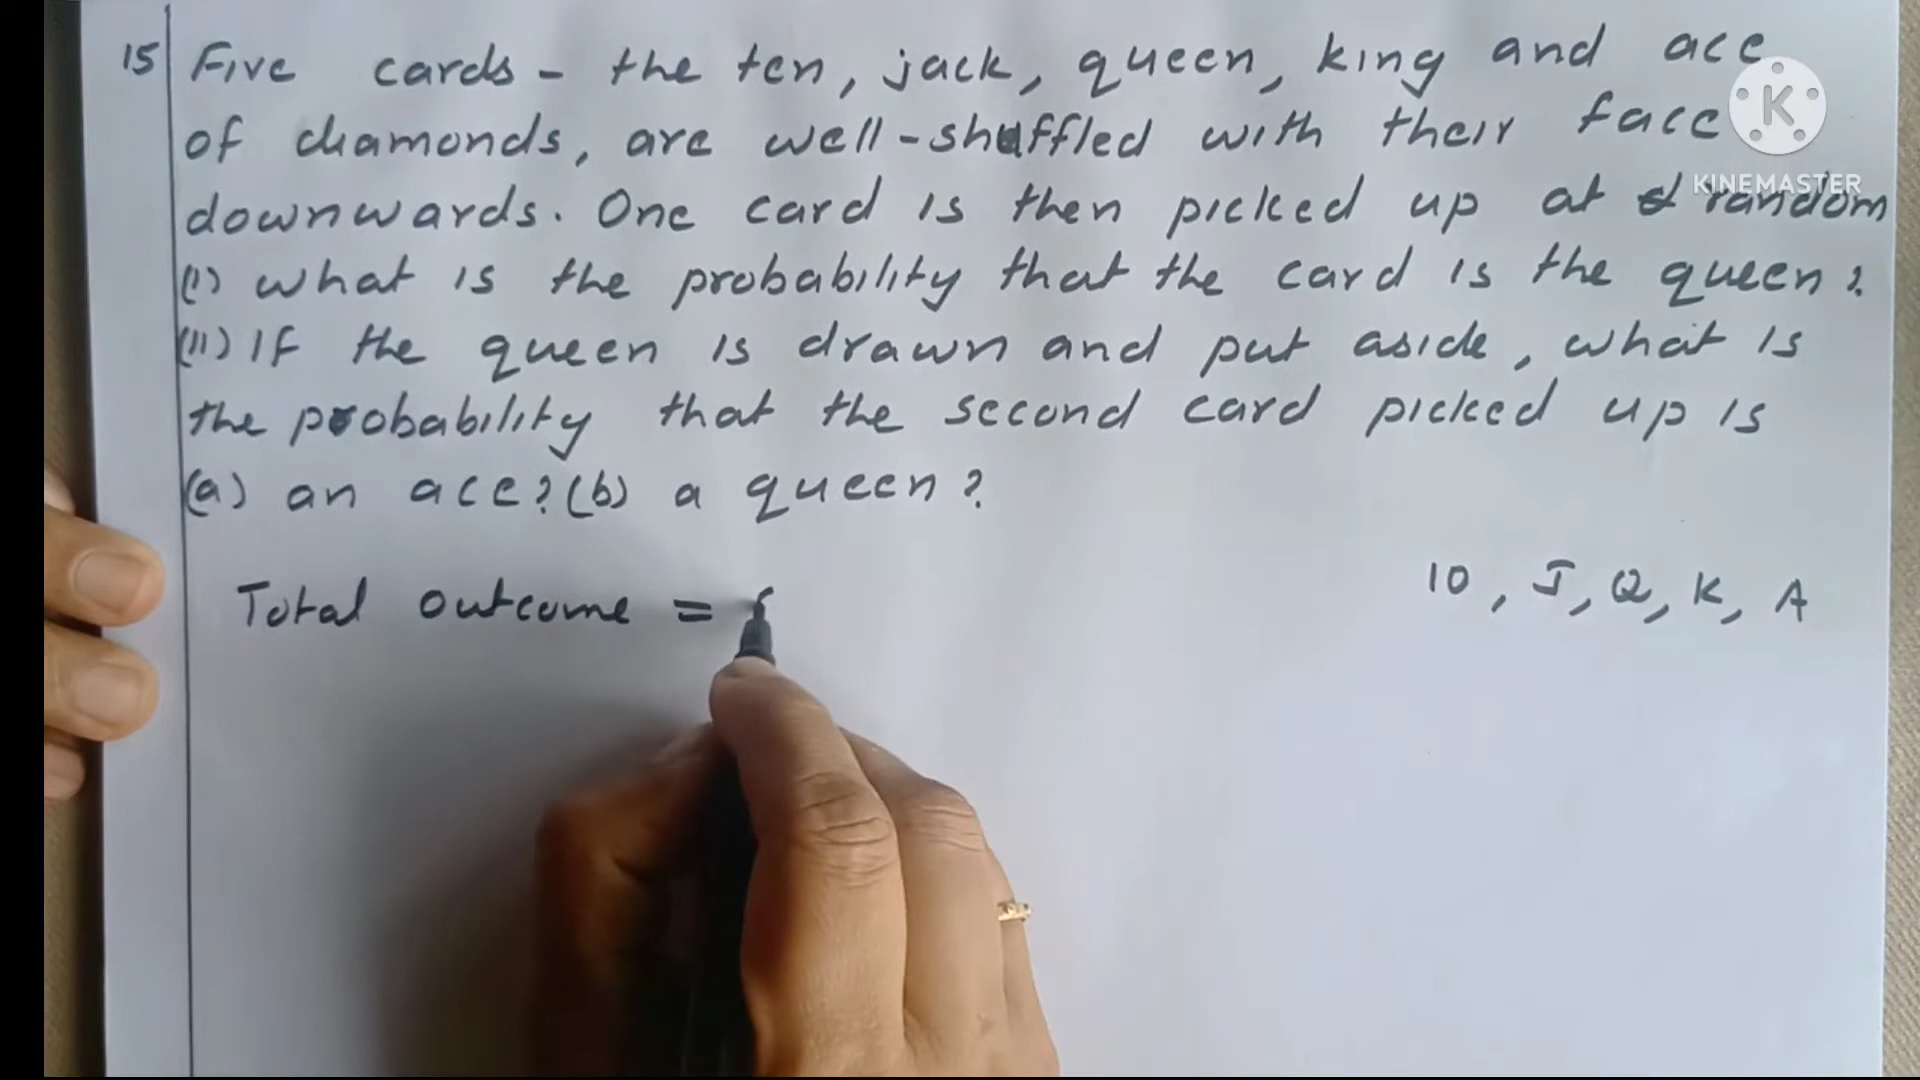 15 Five cards - the ten, jack, queen, king and ace
of diamonds, are well-shuffled with their face
downwards. One card is then picked up at random
(i) what is the probability that the card is the queen?
(ii) If the queen is drawn and put aside, what is
the probability that the second card picked up is
(a) an ace? (b) a queen?
Total outcome =
10, J, Q, K, A
K
KINEMASTER